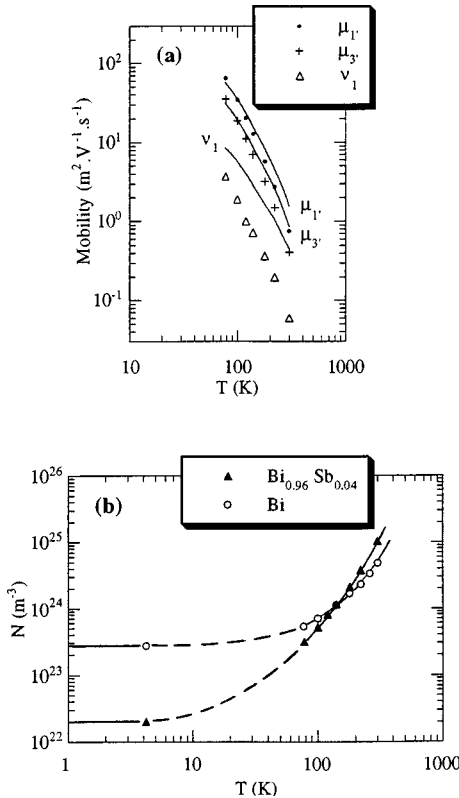 (a)
μ1′
μ3′
ν1
10²
10¹
10⁰
10⁻¹
Mobility (m².V⁻¹.s⁻¹)
ν1
μ1′
μ3′
10
100
1000
T (K)
(b)
Bi0.96 Sb0.04
Bi
10²⁶
10²⁵
10²⁴
10²³
10²²
N (m⁻³)
1
10
100
1000
T (K)